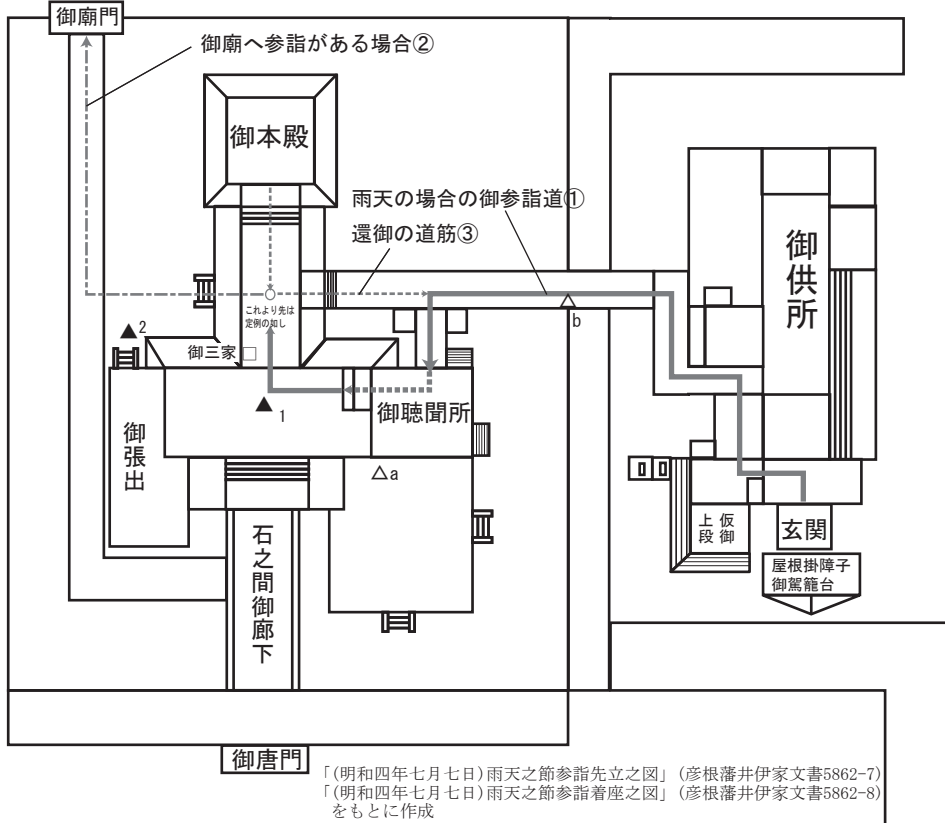 御廟門
御廟へ参詣がある場合②
御本殿
雨天の場合の御参詣道①
還御の道筋③
御供所
b
これより先は
定例の如し
▲2
御三家□
▲1
御聴聞所
御張出
△a
石之間御廊下
仮御
上段
玄関
屋根掛障子
御駕籠台
御唐門
「(明和四年七月七日)雨天之節参詣先立之図」(彦根藩井伊家文書5862-7)
「(明和四年七月七日)雨天之節参詣着座之図」(彦根藩井伊家文書5862-8)
をもとに作成